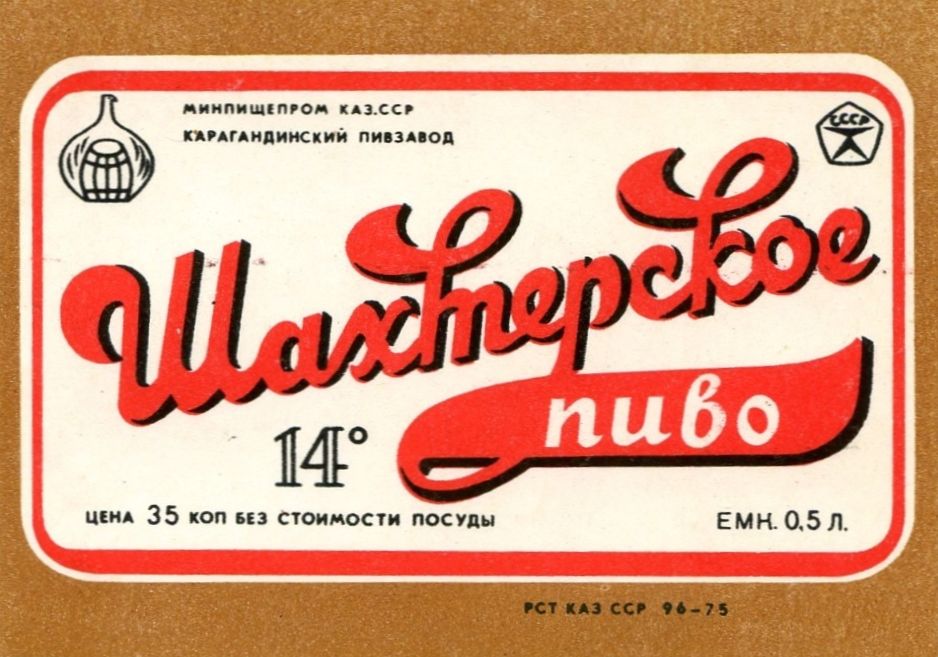 МИНПИЩЕПРОМ КАЗ.ССР
КАРАГАНДИНСКИЙ ПИВЗАВОД
СССР
Шахтерское
пиво
14°
ЦЕНА 35 КОП БЕЗ СТОИМОСТИ ПОСУДЫ
ЕМК. 0,5 Л.
РСТ КАЗ ССР 96-75